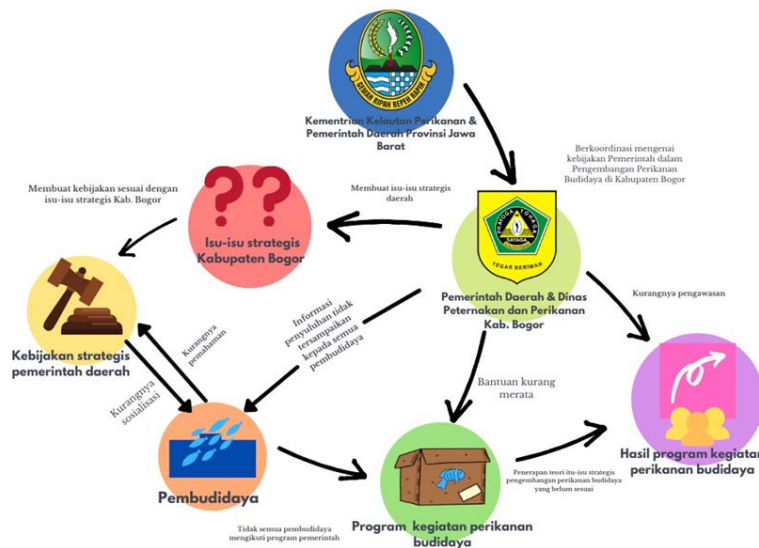 GEMAH RIPAH REPEH RAPIH
Kementrian Kelautan Perikanan &
Pemerintah Daerah Provinsi Jawa
Barat
Berkoordinasi mengenai
kebijakan Pemerintah dalam
Pengembangan Perikanan
Budidaya di Kabupaten Bogor
Membuat kebijakan sesuai dengan
isu-isu strategis Kab. Bogor
??
Isu-isu strategis
Kabupaten Bogor
Membuat isu-isu strategis
daerah
PRAYOGA TOHAGA
SAYAGA
TEGAR BERIMAN
Pemerintah Daerah & Dinas
Peternakan dan Perikanan
Kab. Bogor
Kurangnya pengawasan
Kebijakan strategis
pemerintah daerah
Kurangnya
pemahaman
Kurangnya
sosialisasi
Informasi
penyuluhan tidak
tersampaikan
kepada semua
pembudidaya
Bantuan kurang
merata
Hasil program kegiatan
perikanan budidaya
Pembudidaya
Tidak semua pembudidaya
mengikuti program pemerintah
Program kegiatan perikanan
budidaya
Penerapan teori itu-isu strategis
pengembangan perikanan budidaya
yang belum sesuai